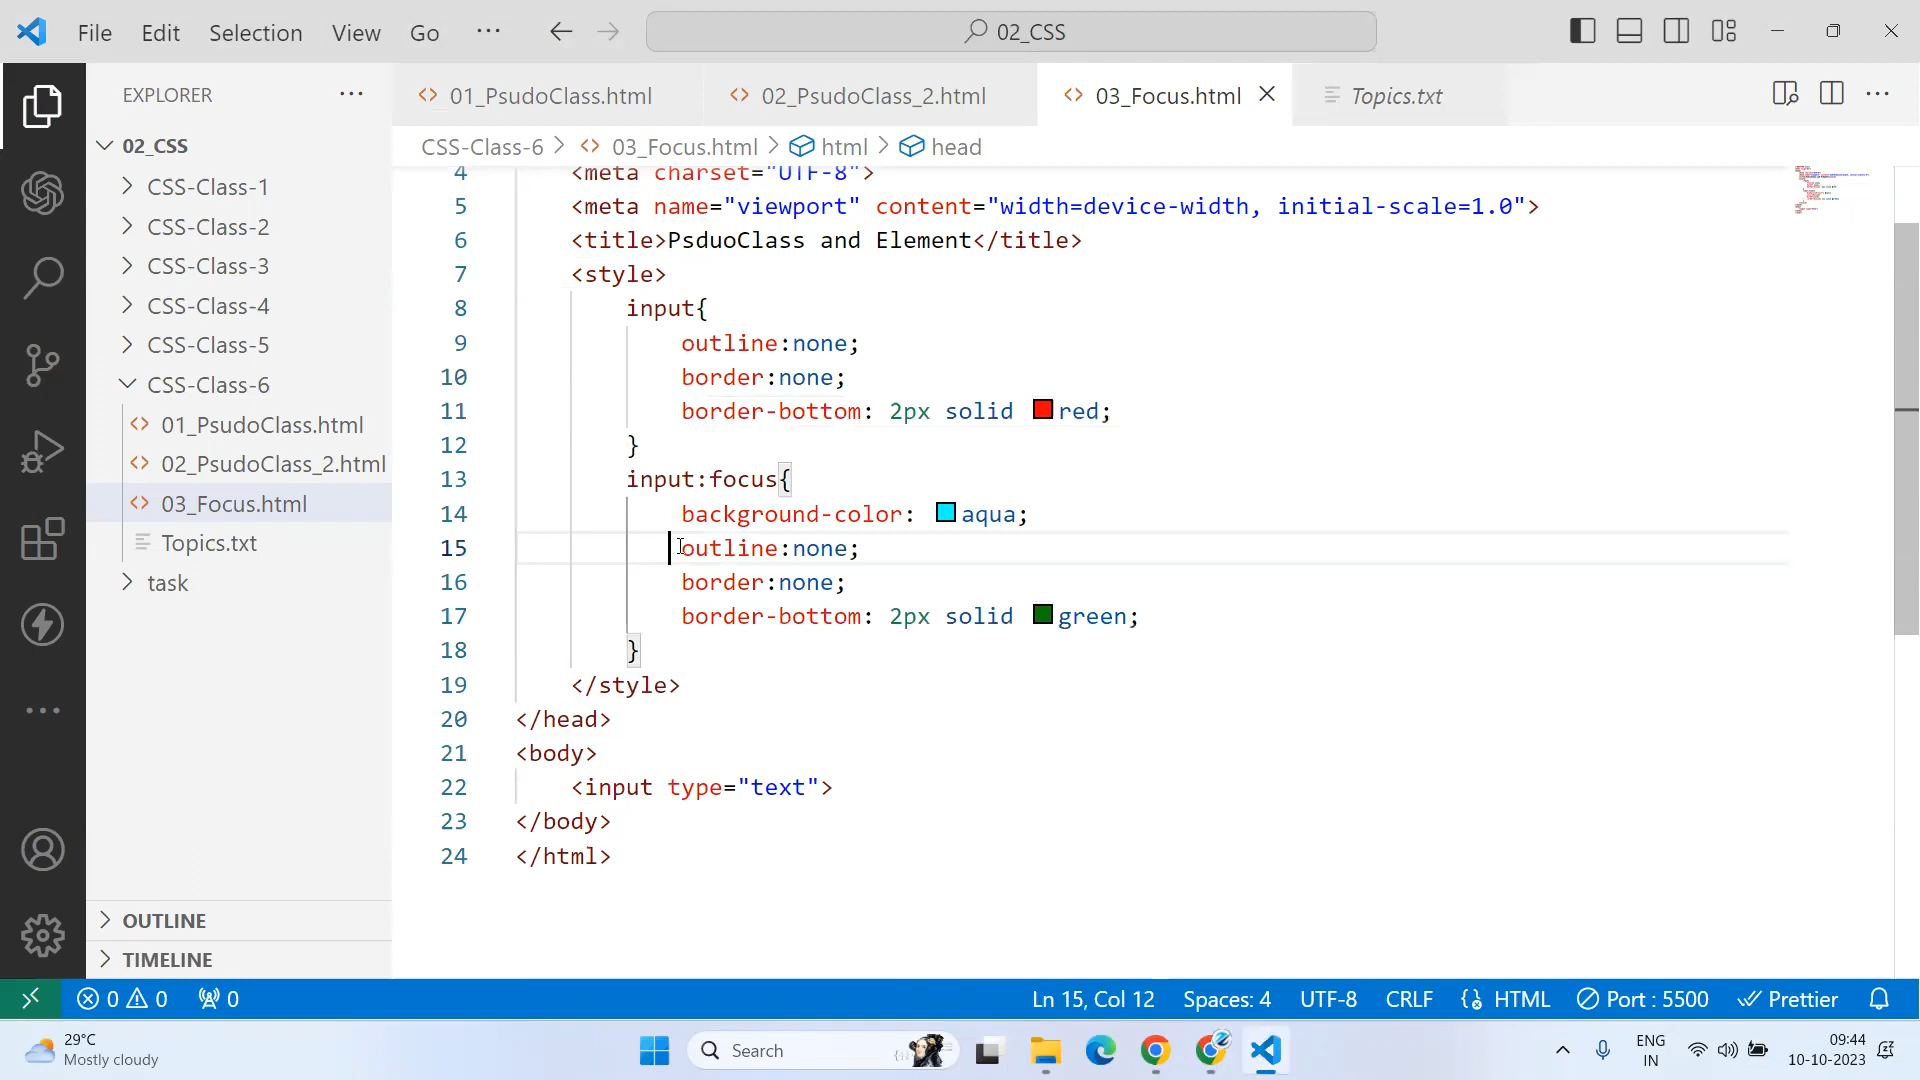 File Edit Selection View Go ... 02_CSS
EXPLORER ...
01_PsudoClass.html 02_PsudoClass_2.html 03_Focus.html Topics.txt
CSS-Class-6 > 03_Focus.html > html > head
02_CSS
CSS-Class-1
CSS-Class-2
CSS-Class-3
CSS-Class-4
CSS-Class-5
CSS-Class-6
01_PsudoClass.html
02_PsudoClass_2.html
03_Focus.html
Topics.txt
task
OUTLINE
TIMELINE
4 <meta charset="UTF-8">
5 <meta name="viewport" content="width=device-width, initial-scale=1.0">
6 <title>PsduoClass and Element</title>
7 <style>
8 input{
9 outline:none;
10 border:none;
11 border-bottom: 2px solid red;
12 }
13 input:focus{
14 background-color: aqua;
15 outline:none;
16 border:none;
17 border-bottom: 2px solid green;
18 }
19 </style>
20 </head>
21 <body>
22 <input type="text">
23 </body>
24 </html>
0 0 0 Ln 15, Col 12 Spaces: 4 UTF-8 CRLF HTML Port : 5500 Prettier
29°C
Mostly cloudy
Search
ENG
IN
09:44
10-10-2023